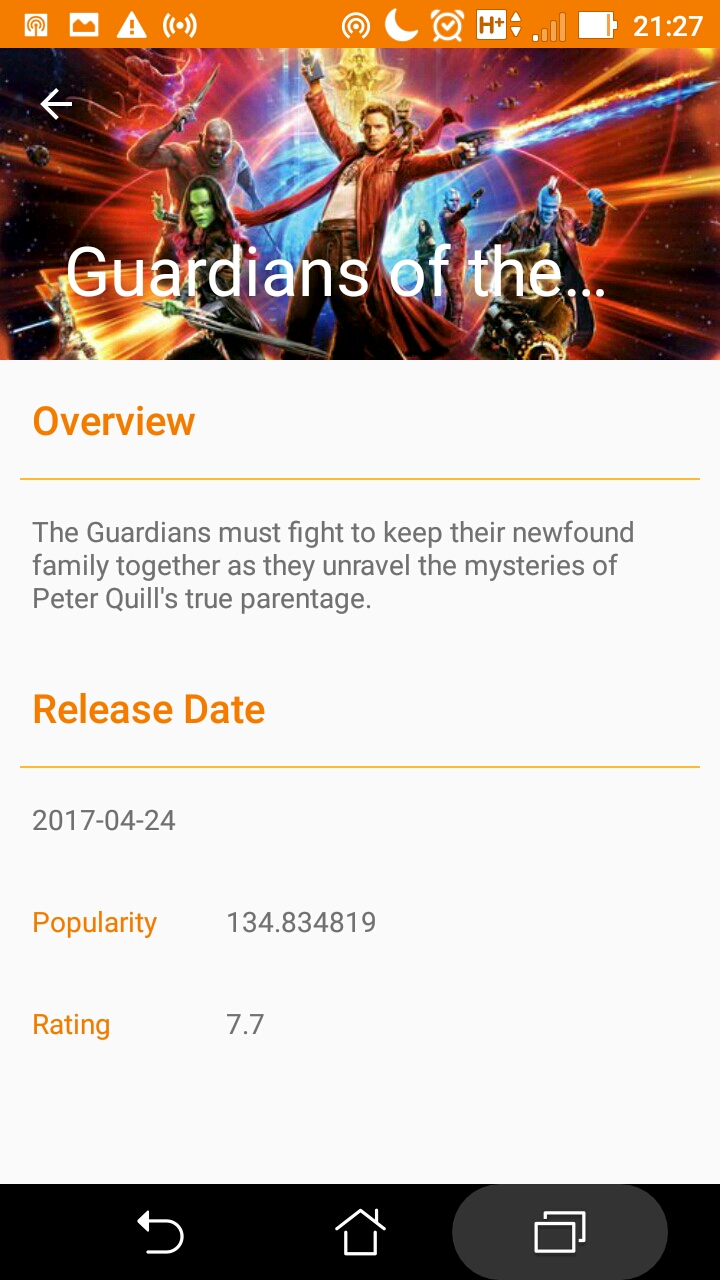 H+ 21:27
Guardians of the...
Overview
The Guardians must fight to keep their newfound
family together as they unravel the mysteries of
Peter Quill's true parentage.
Release Date
2017-04-24
Popularity 134.834819
Rating 7.7